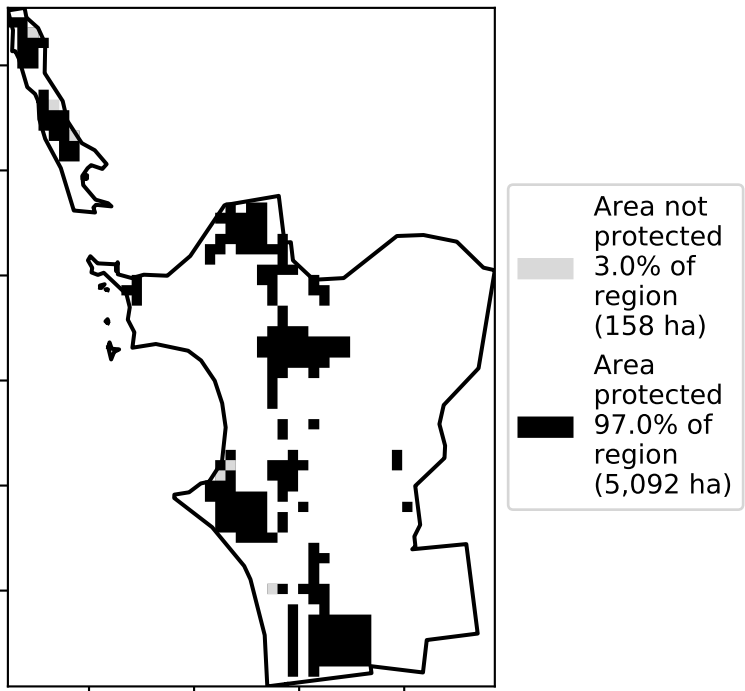 Area not
protected
3.0% of
region
(158 ha)
Area
protected
97.0% of
region
(5,092 ha)